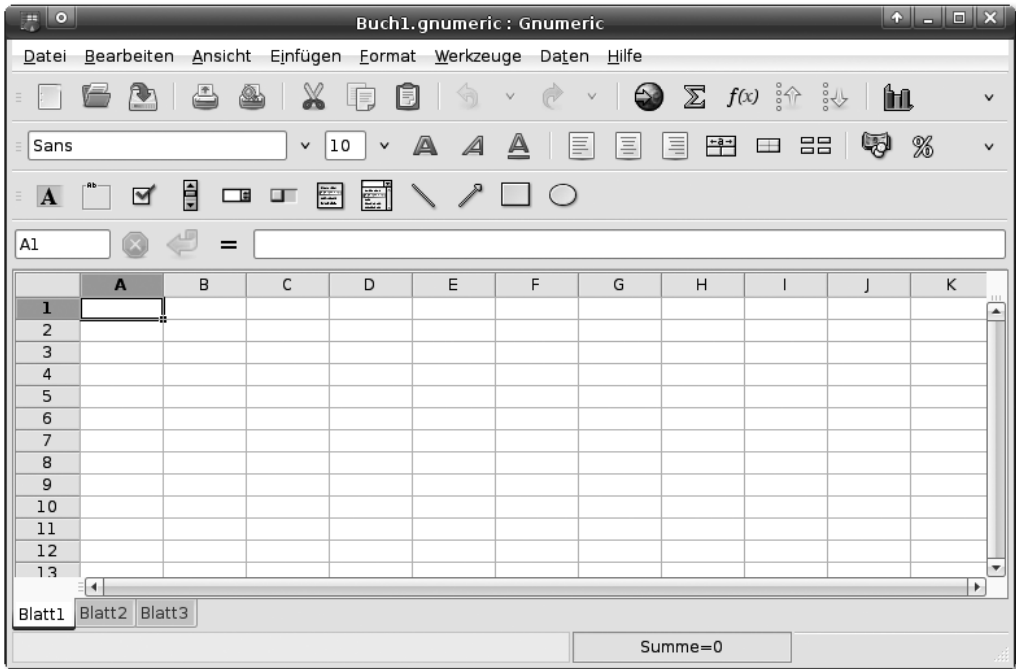 Buch1.gnumeric : Gnumeric
Datei Bearbeiten Ansicht Einfügen Format Werkzeuge Daten Hilfe
f(x)
Sans 10 A A A a %
A Ab
A1 =
A B C D E F G H I J K
1
2
3
4
5
6
7
8
9
10
11
12
13
Blatt1 Blatt2 Blatt3
Summe=0